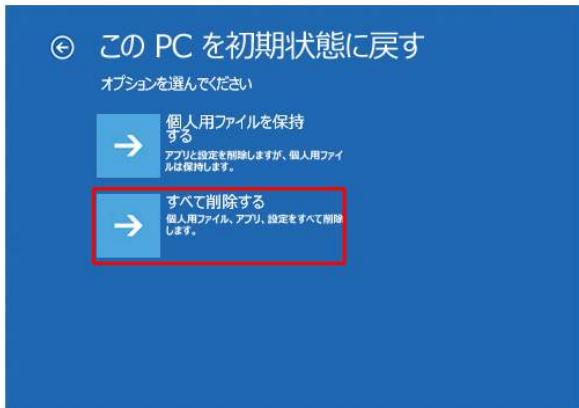 この PC を初期状態に戻す
オプションを選んでください
個人用ファイルを保持
する
アプリと設定を削除しますが、個人用ファイ
ルは保持します。
すべて削除する
個人用ファイル、アプリ、設定をすべて削除
します。